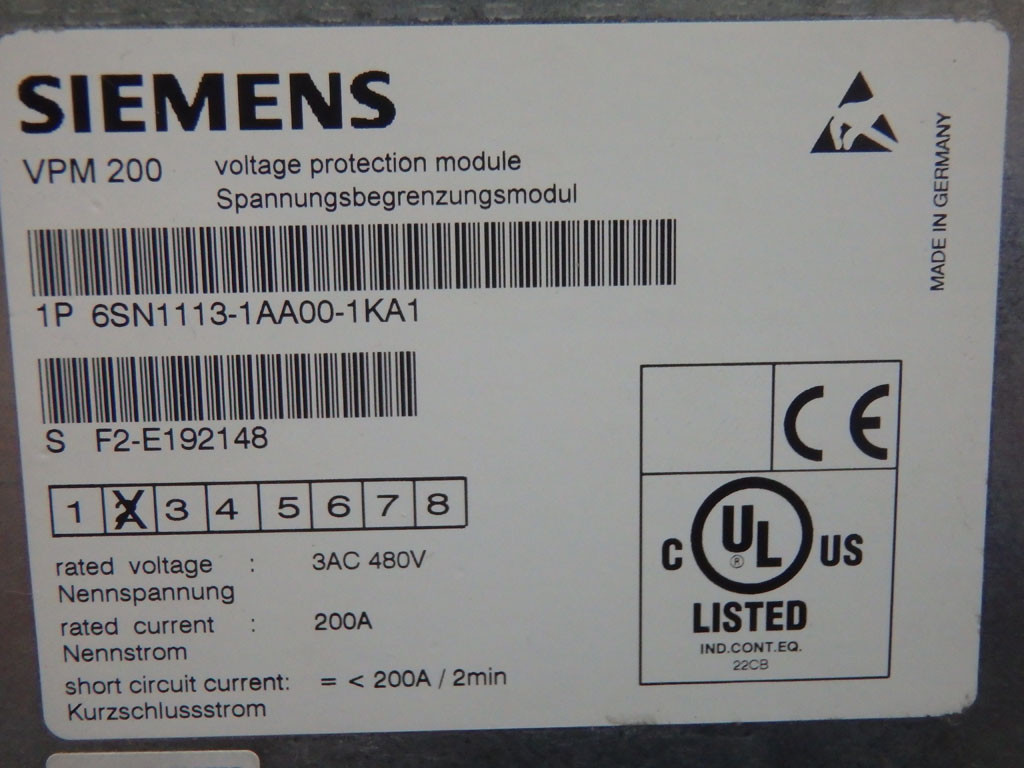 SIEMENS
VPM 200 voltage protection module
Spannungsbegrenzungsmodul
MADE IN GERMANY
1P 6SN1113-1AA00-1KA1
S F2-E192148
1 X 3 4 5 6 7 8
rated voltage : 3AC 480V
Nennspannung
rated current : 200A
Nennstrom
short circuit current: = < 200A / 2min
Kurzschlussstrom
CE
C UL ® US
LISTED
IND.CONT.EQ.
22CB